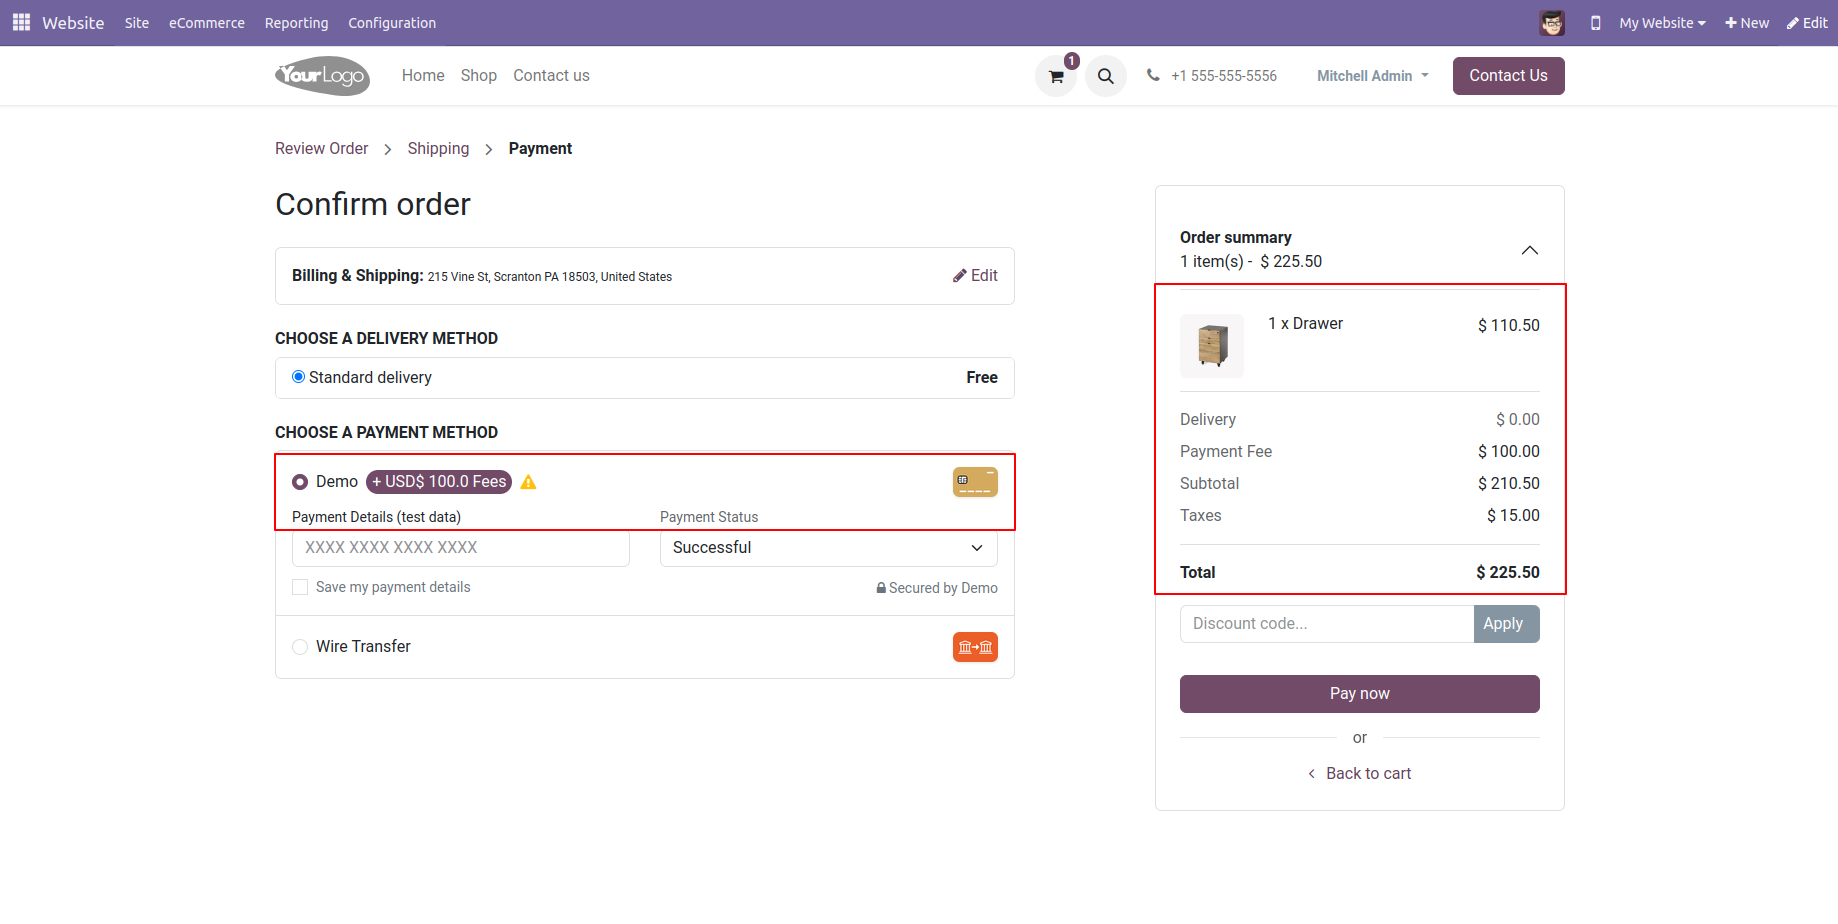 Website Site eCommerce Reporting Configuration My Website New Edit
YourLogo Home Shop Contact us 1 +1 555-555-5556 Mitchell Admin Contact Us
Review Order > Shipping > Payment
Confirm order
Billing & Shipping: 215 Vine St, Scranton PA 18503, United States Edit
CHOOSE A DELIVERY METHOD
Standard delivery Free
CHOOSE A PAYMENT METHOD
Demo + USD$ 100.0 Fees
Payment Details (test data) Payment Status
XXXX XXXX XXXX XXXX Successful
Save my payment details Secured by Demo
Wire Transfer
Order summary
1 item(s) - $ 225.50
1 x Drawer $ 110.50
Delivery $ 0.00
Payment Fee $ 100.00
Subtotal $ 210.50
Taxes $ 15.00
Total $ 225.50
Discount code... Apply
Pay now
or
Back to cart